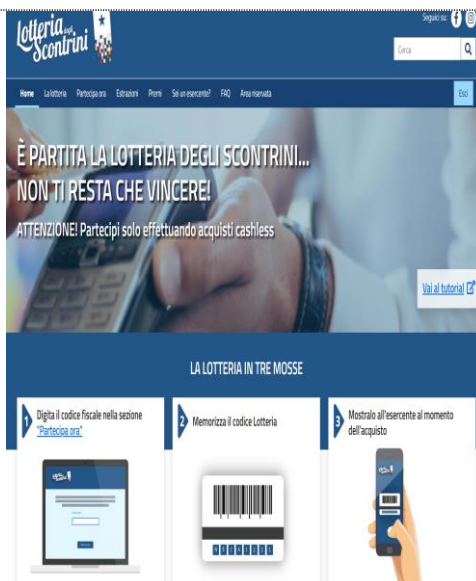 Lotteria degli Scontrini
Seguici su:
Cerca
Home La lotteria Partecipa ora Estrazioni Premi Sei un esercente? FAQ Area riservata Esci
È PARTITA LA LOTTERIA DEGLI SCONTRINI...
NON TI RESTA CHE VINCERE!
ATTENZIONE! Partecipi solo effettuando acquisti cashless
Vai al tutorial
LA LOTTERIA IN TRE MOSSE
1 Digita il codice fiscale nella sezione
"Partecipa ora"
2 Memorizza il codice Lotteria
3 Mostralo all'esercente al momento
dell'acquisto